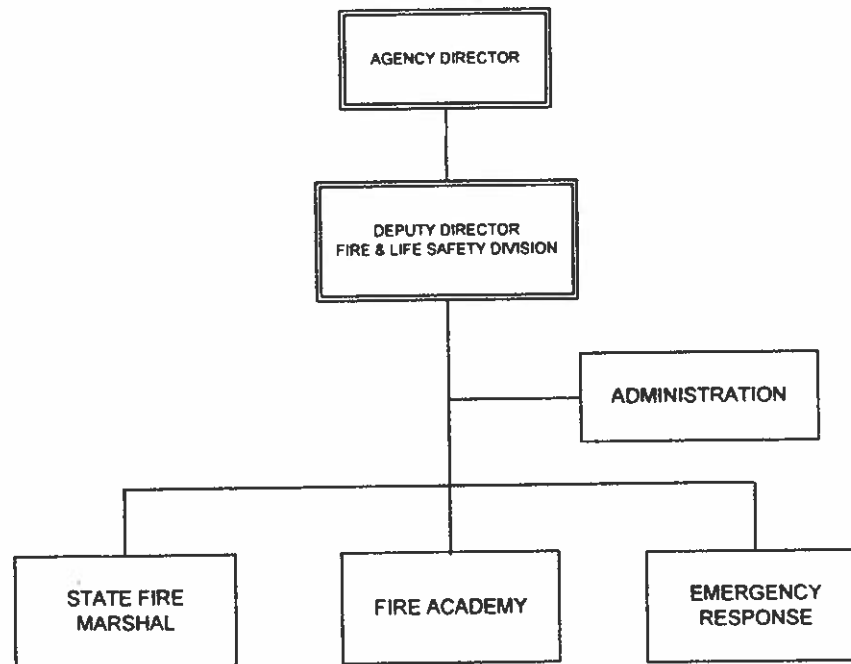 AGENCY DIRECTOR
DEPUTY DIRECTOR
FIRE & LIFE SAFETY DIVISION
ADMINISTRATION
STATE FIRE
MARSHAL
FIRE ACADEMY
EMERGENCY
RESPONSE